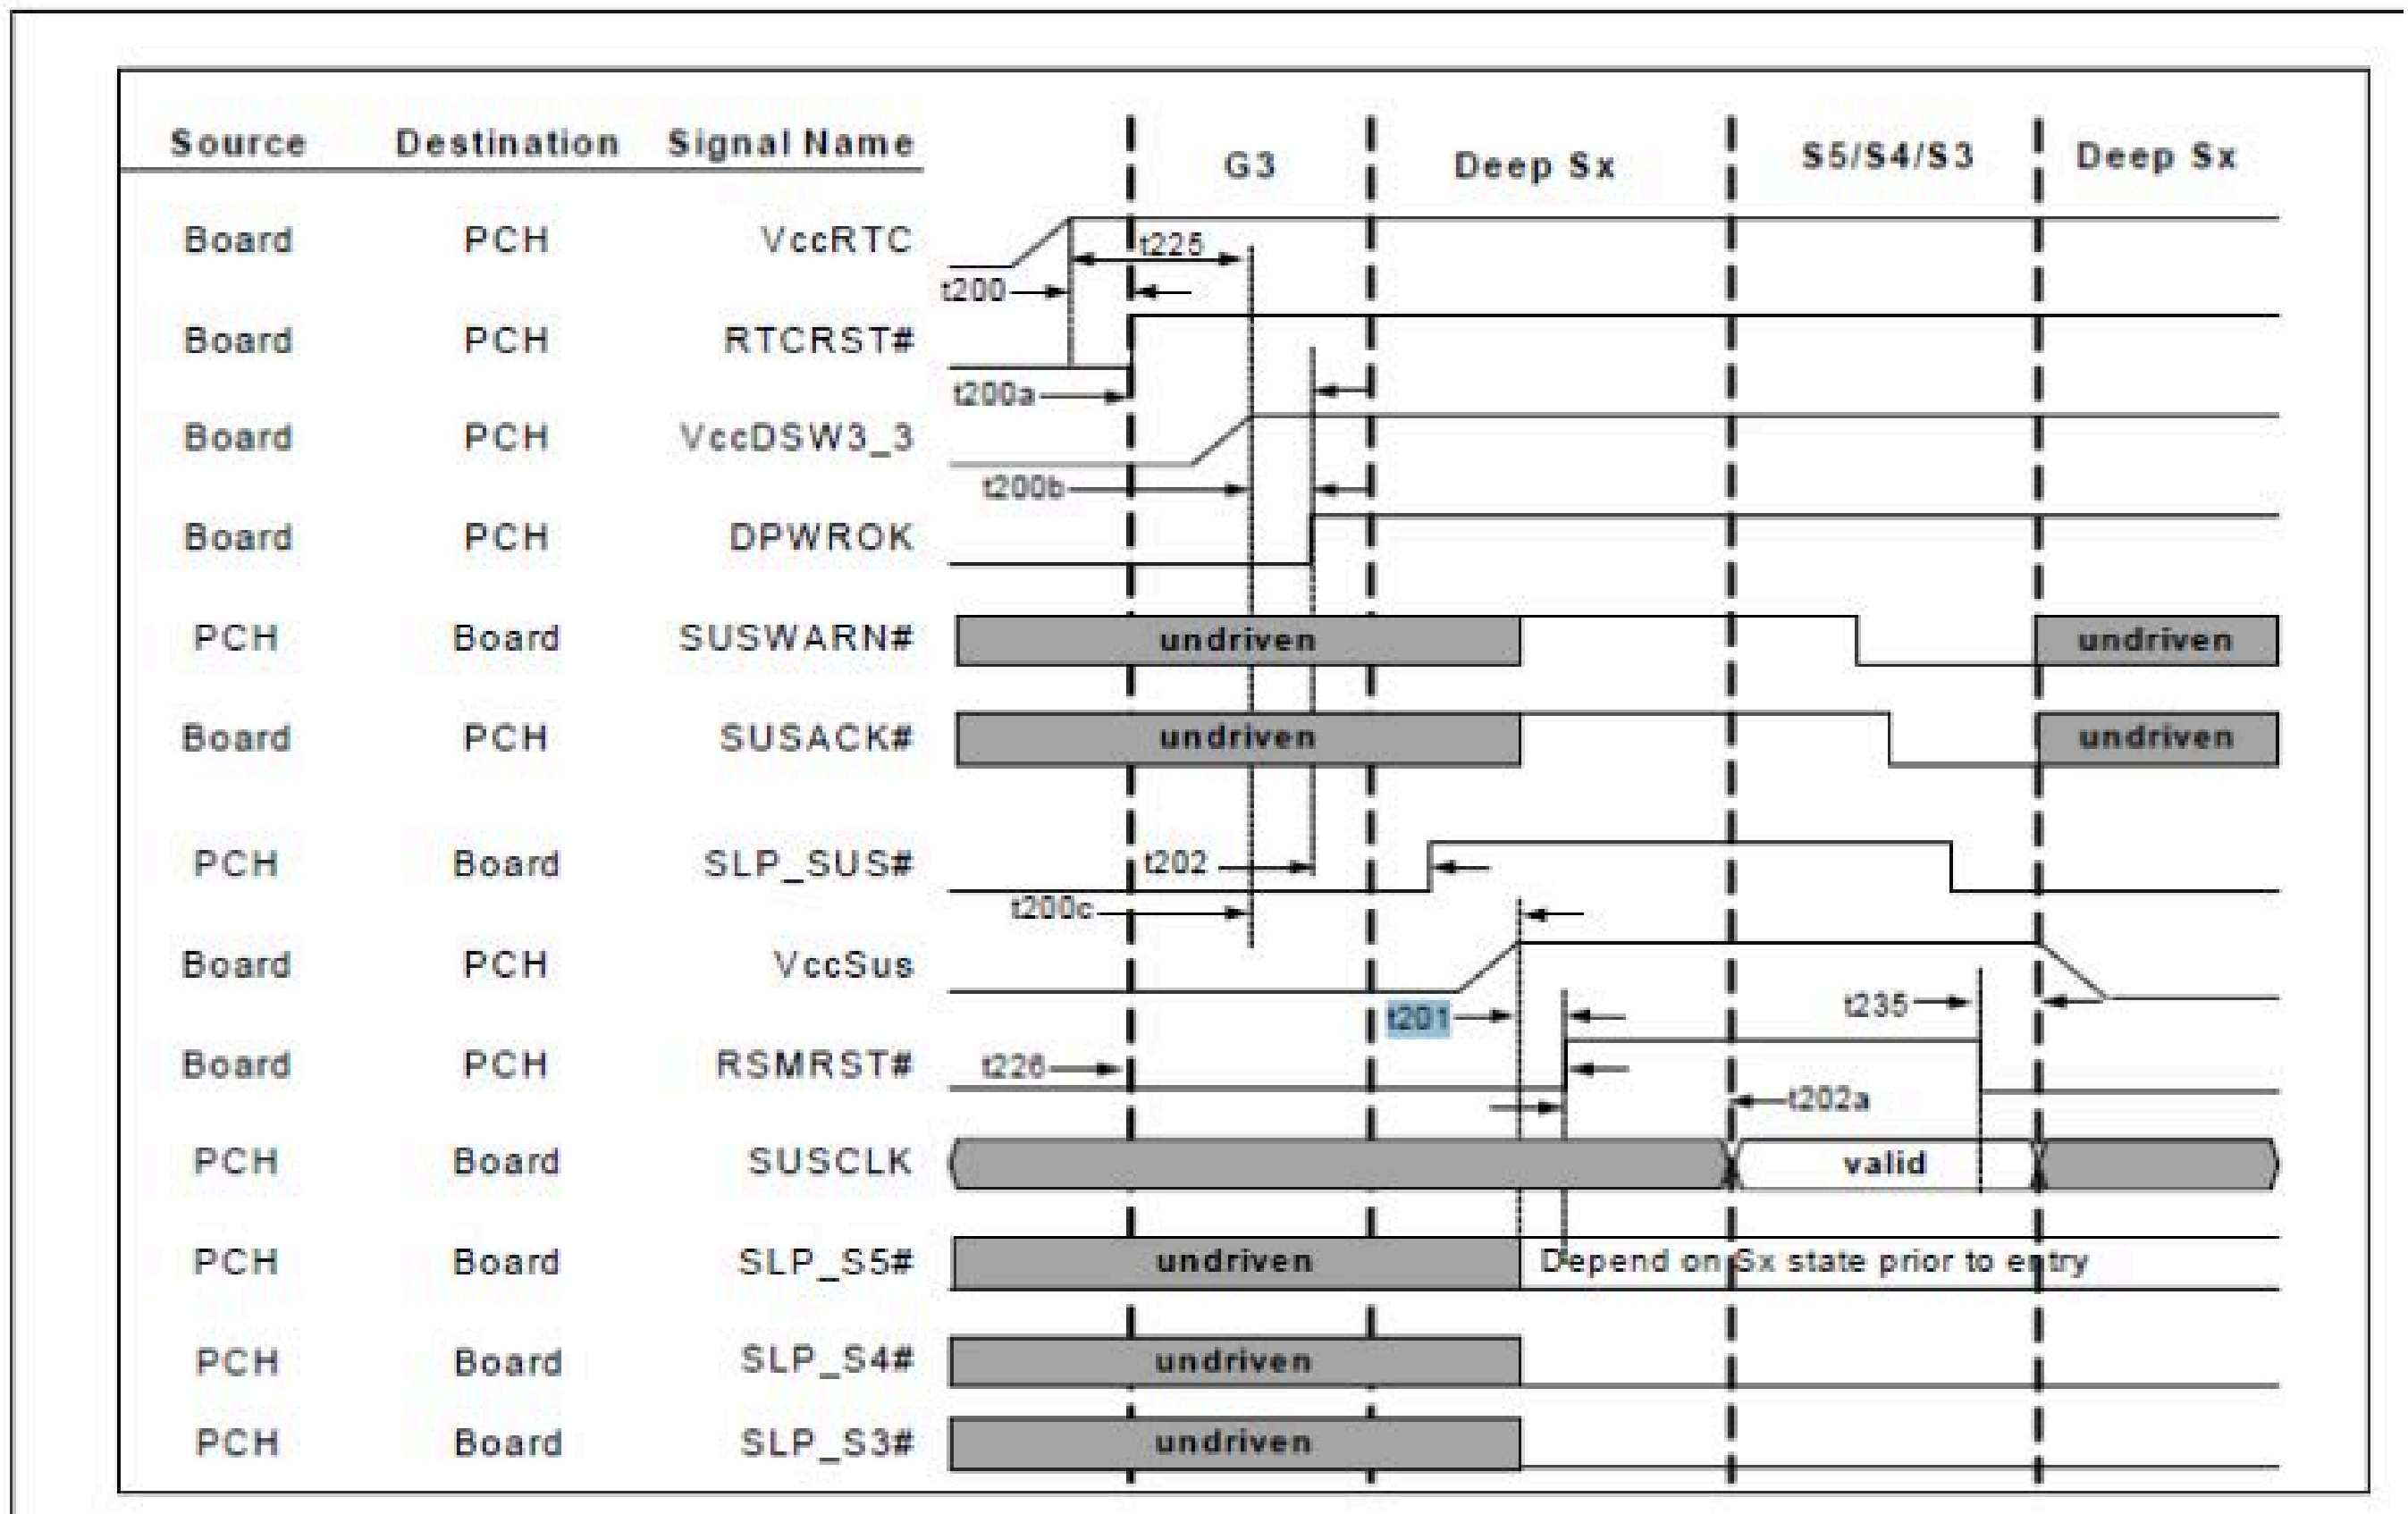 Source Destination Signal Name G3 Deep Sx S5/S4/S3 Deep Sx
Board PCH VccRTC
t225
t200
Board PCH RTCRST#
t200a
Board PCH VccDSW3_3
t200b
Board PCH DPWROK
PCH Board SUSWARN# undriven undriven
Board PCH SUSACK# undriven undriven
PCH Board SLP_SUS# t202
t200c
Board PCH VccSus
t201 t235
Board PCH RSMRST# t226
t202a
PCH Board SUSCLK valid
PCH Board SLP_S5# undriven Depend on Sx state prior to entry
PCH Board SLP_S4# undriven
PCH Board SLP_S3# undriven